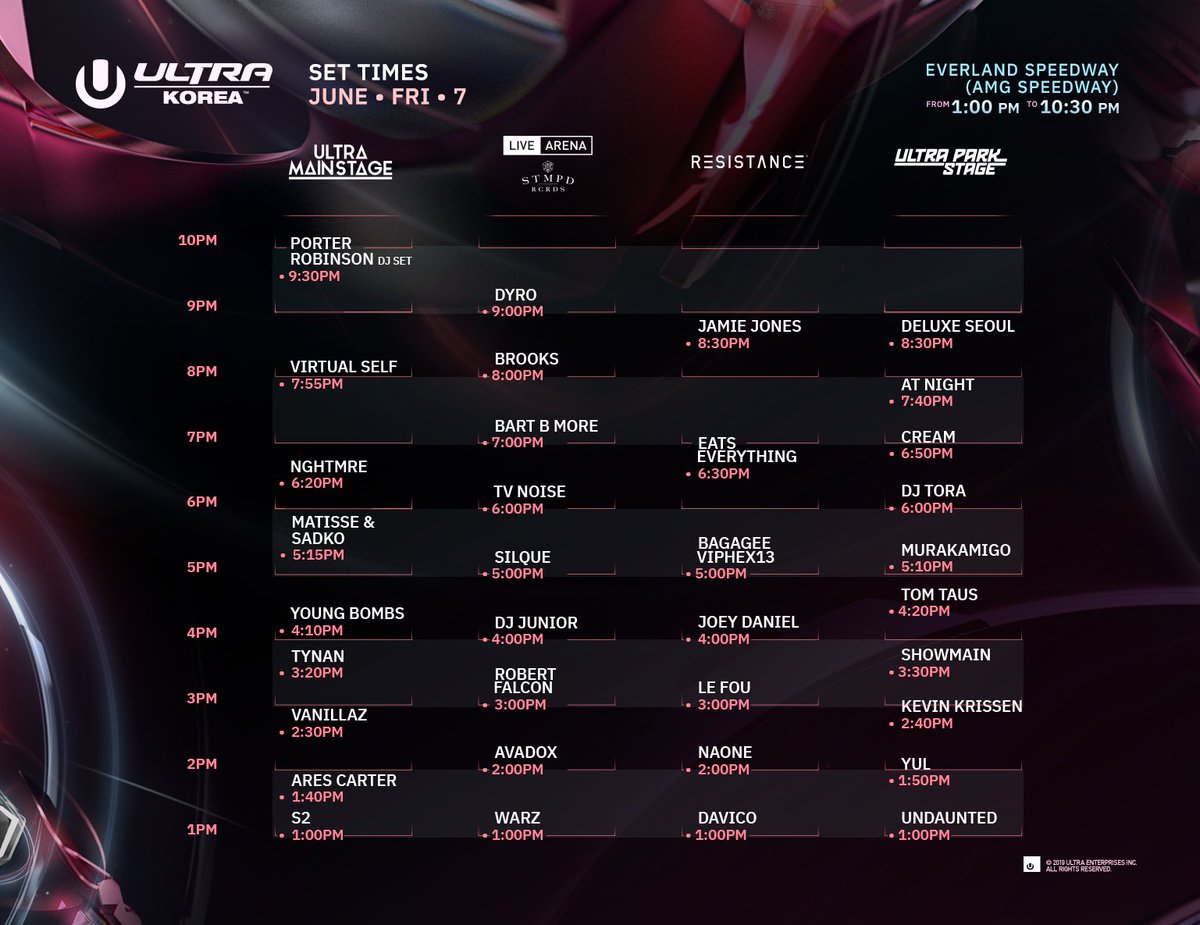 ULTRA
KOREA™
SET TIMES
JUNE • FRI • 7
EVERLAND SPEEDWAY
(AMG SPEEDWAY)
FROM 1:00 PM TO 10:30 PM
ULTRA
MAINSTAGE
LIVE ARENA
STMPD
RCRDS
RESISTANCE
ULTRA PARK
STAGE
10PM
9PM
8PM
7PM
6PM
5PM
4PM
3PM
2PM
1PM
PORTER
ROBINSON DJ SET
• 9:30PM
VIRTUAL SELF
• 7:55PM
NGHTMRE
• 6:20PM
MATISSE &
SADKO
• 5:15PM
YOUNG BOMBS
• 4:10PM
TYNAN
• 3:20PM
VANILLAZ
• 2:30PM
ARES CARTER
• 1:40PM
S2
• 1:00PM
DYRO
• 9:00PM
BROOKS
• 8:00PM
BART B MORE
• 7:00PM
TV NOISE
• 6:00PM
SILQUE
• 5:00PM
DJ JUNIOR
• 4:00PM
ROBERT
FALCON
• 3:00PM
AVADOX
• 2:00PM
WARZ
• 1:00PM
JAMIE JONES
• 8:30PM
EATS
EVERYTHING
• 6:30PM
BAGAGEE
VIPHEX13
• 5:00PM
JOEY DANIEL
• 4:00PM
LE FOU
• 3:00PM
NAONE
• 2:00PM
DAVICO
• 1:00PM
DELUXE SEOUL
• 8:30PM
AT NIGHT
• 7:40PM
CREAM
• 6:50PM
DJ TORA
• 6:00PM
MURAKAMIGO
• 5:10PM
TOM TAUS
• 4:20PM
SHOWMAIN
• 3:30PM
KEVIN KRISSEN
• 2:40PM
YUL
• 1:50PM
UNDAUNTED
• 1:00PM
© 2019 ULTRA ENTERPRISES INC.
ALL RIGHTS RESERVED.